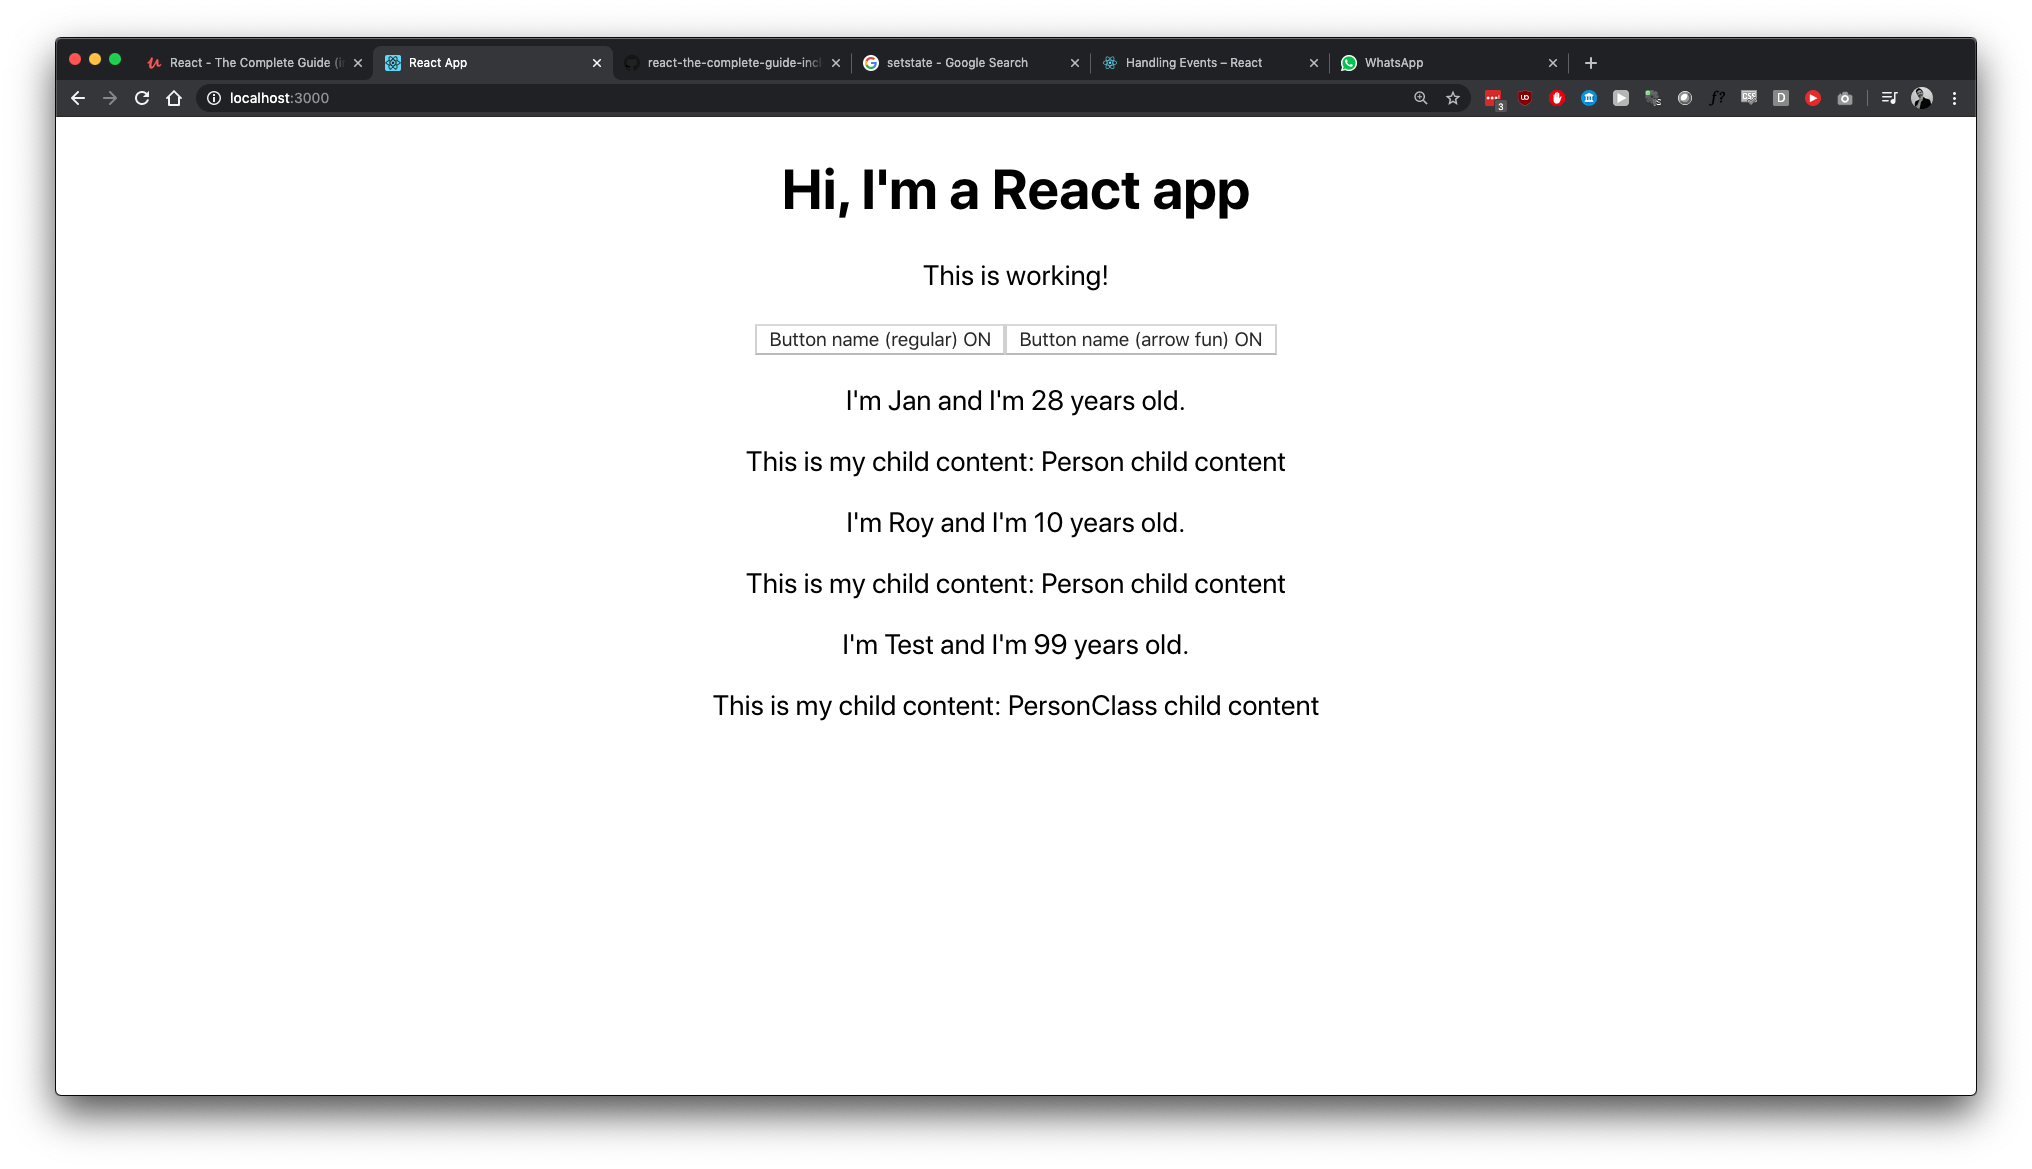 React - The Complete Guide (i
React App
react-the-complete-guide-incl
setstate - Google Search
Handling Events – React
WhatsApp
localhost:3000
3
UD
S
f?
CSS
D
Hi, I'm a React app
This is working!
Button name (regular) ON
Button name (arrow fun) ON
I'm Jan and I'm 28 years old.
This is my child content: Person child content
I'm Roy and I'm 10 years old.
This is my child content: Person child content
I'm Test and I'm 99 years old.
This is my child content: PersonClass child content